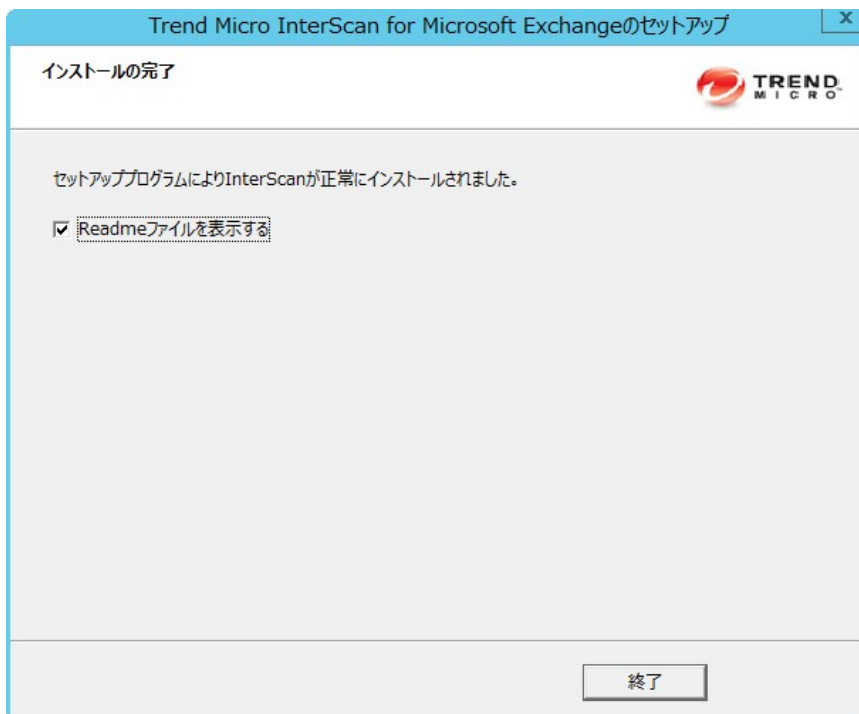 Trend Micro InterScan for Microsoft Exchangeのセットアップ
x
インストールの完了
TREND
MICRO
セットアッププログラムによりInterScanが正常にインストールされました。
Readmeファイルを表示する
終了